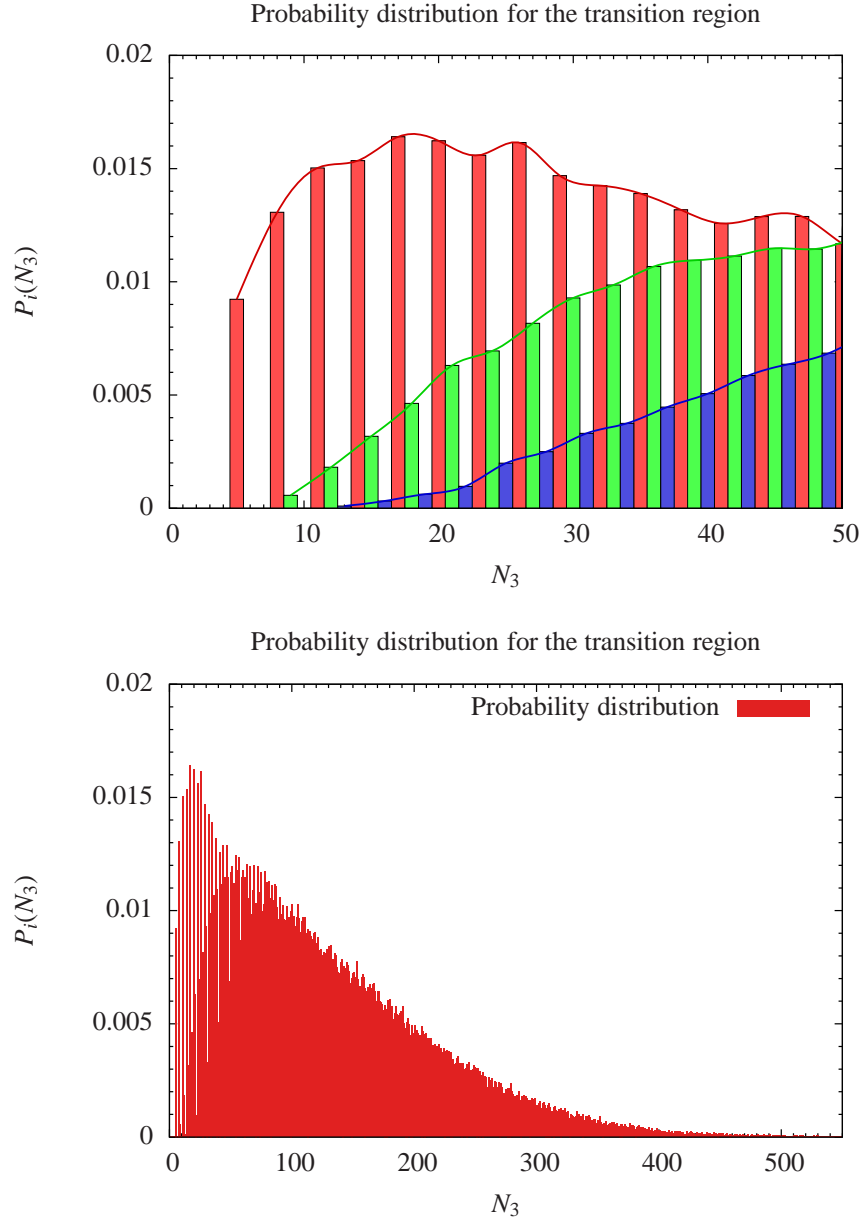 Probability distribution for the transition region
0.02
0.015
0.01
0.005
0
P_i(N_3)
0 10 20 30 40 50
N_3
Probability distribution for the transition region
Probability distribution
0.02
0.015
0.01
0.005
0
P_i(N_3)
0 100 200 300 400 500
N_3